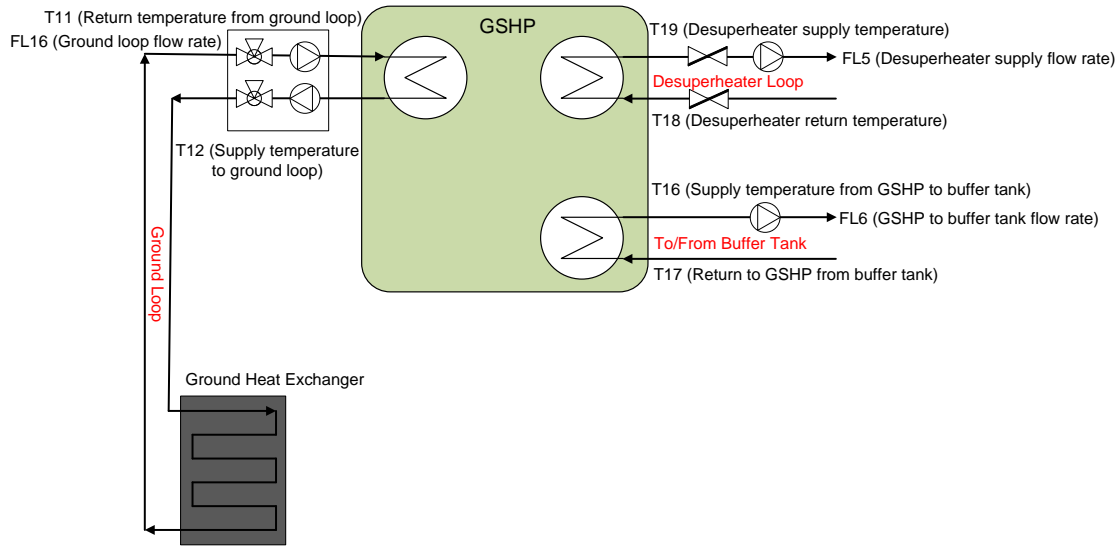 T11 (Return temperature from ground loop)
FL16 (Ground loop flow rate)
GSHP
T19 (Desuperheater supply temperature)
FL5 (Desuperheater supply flow rate)
Desuperheater Loop
T18 (Desuperheater return temperature)
T12 (Supply temperature
to ground loop)
T16 (Supply temperature from GSHP to buffer tank)
FL6 (GSHP to buffer tank flow rate)
To/From Buffer Tank
T17 (Return to GSHP from buffer tank)
Ground Loop
Ground Heat Exchanger